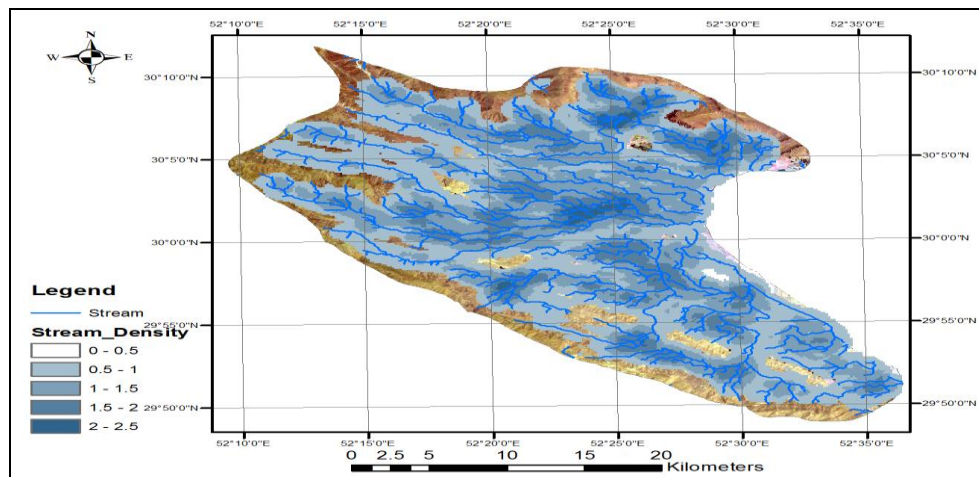 52°10'0"E 52°15'0"E 52°20'0"E 52°25'0"E 52°30'0"E 52°35'0"E
N
W E
S
30°10'0"N 30°10'0"N
30°5'0"N 30°5'0"N
30°0'0"N 30°0'0"N
Legend
Stream
Stream_Density
0 - 0.5
0.5 - 1
1 - 1.5
1.5 - 2
2 - 2.5
29°55'0"N 29°55'0"N
29°50'0"N 29°50'0"N
52°10'0"E 52°15'0"E 52°20'0"E 52°25'0"E 52°30'0"E 52°35'0"E
0 2.5 5 10 15 20
Kilometers